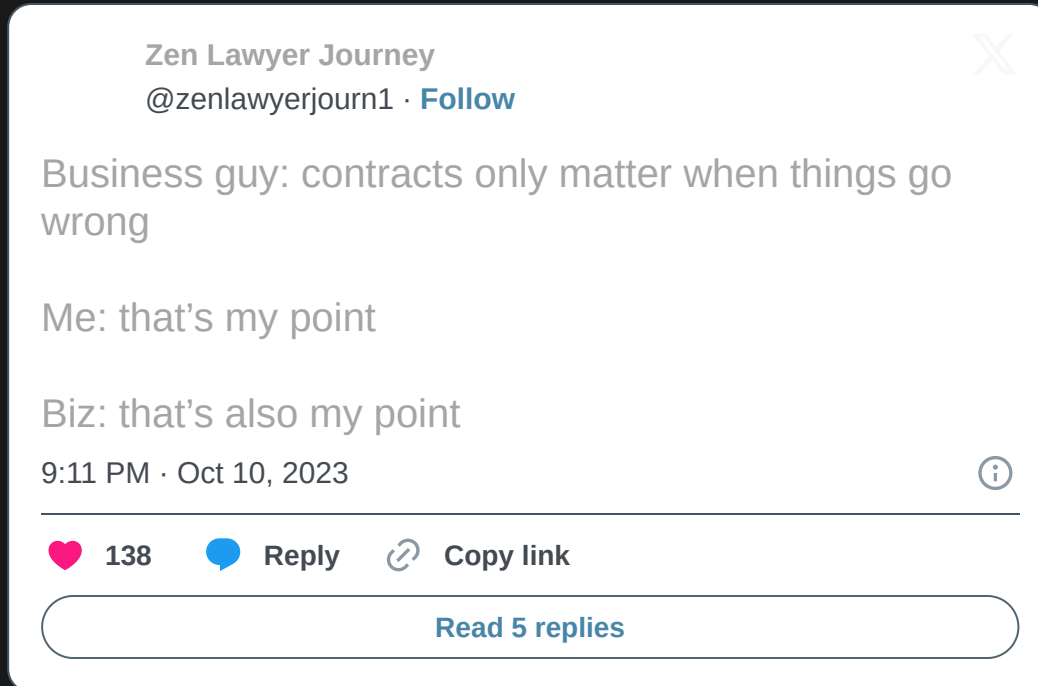 Zen Lawyer Journey
@zenlawyerjourn1 · Follow
Business guy: contracts only matter when things go
wrong
Me: that’s my point
Biz: that’s also my point
9:11 PM · Oct 10, 2023
138 Reply Copy link
Read 5 replies